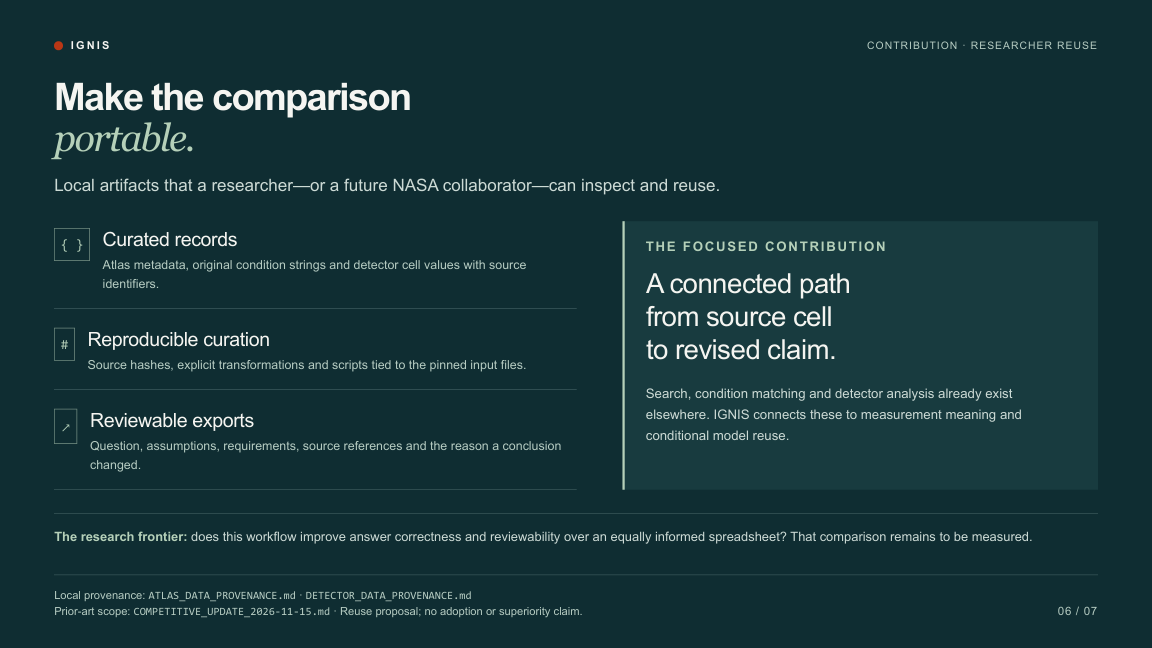 IGNIS
CONTRIBUTION · RESEARCHER REUSE
Make the comparison
portable.
Local artifacts that a researcher—or a future NASA collaborator—can inspect and reuse.
{ }
Curated records
Atlas metadata, original condition strings and detector cell values with source
identifiers.
#
Reproducible curation
Source hashes, explicit transformations and scripts tied to the pinned input files.
↗
Reviewable exports
Question, assumptions, requirements, source references and the reason a conclusion
changed.
THE FOCUSED CONTRIBUTION
A connected path
from source cell
to revised claim.
Search, condition matching and detector analysis already exist
elsewhere. IGNIS connects these to measurement meaning and
conditional model reuse.
The research frontier: does this workflow improve answer correctness and reviewability over an equally informed spreadsheet? That comparison remains to be measured.
Local provenance: ATLAS_DATA_PROVENANCE.md · DETECTOR_DATA_PROVENANCE.md
Prior-art scope: COMPETITIVE_UPDATE_2026-11-15.md · Reuse proposal; no adoption or superiority claim.
06 / 07